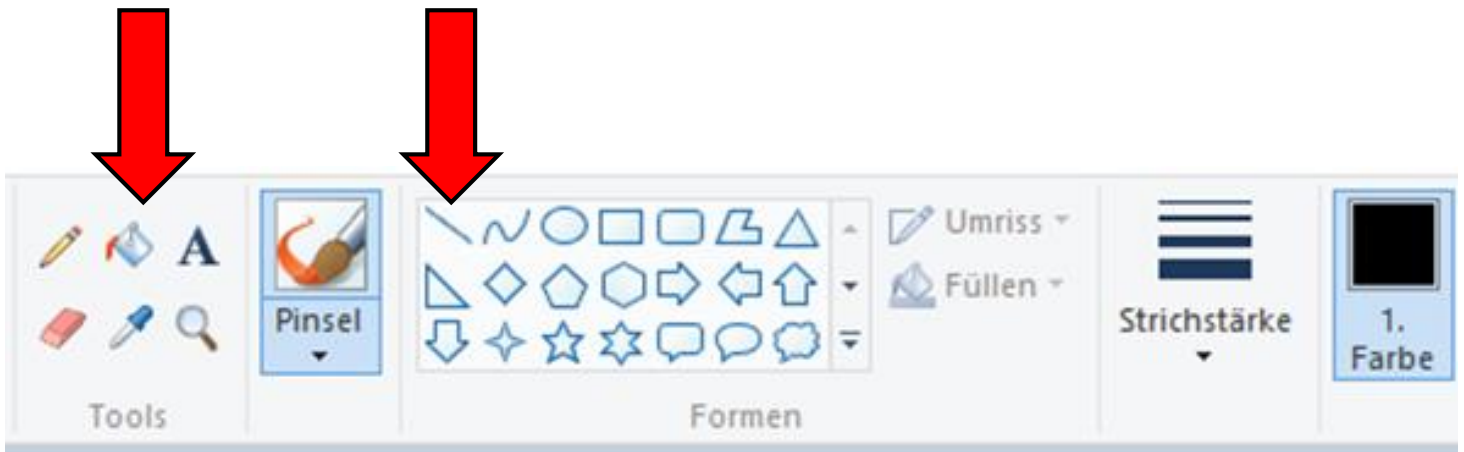 Umriss
Füllen
Pinsel
Strichstärke
1.
Farbe
Tools
Formen